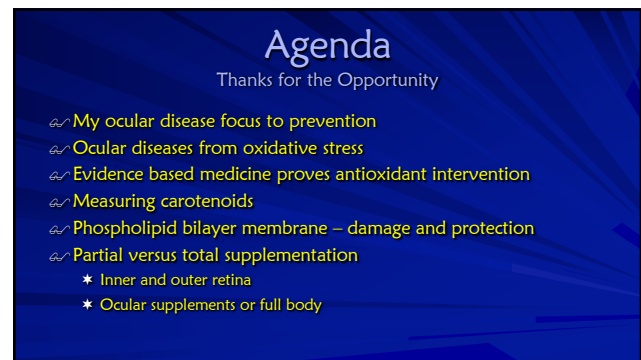 Agenda
Thanks for the Opportunity
My ocular disease focus to prevention
Ocular diseases from oxidative stress
Evidence based medicine proves antioxidant intervention
Measuring carotenoids
Phospholipid bilayer membrane – damage and protection
Partial versus total supplementation
Inner and outer retina
Ocular supplements or full body